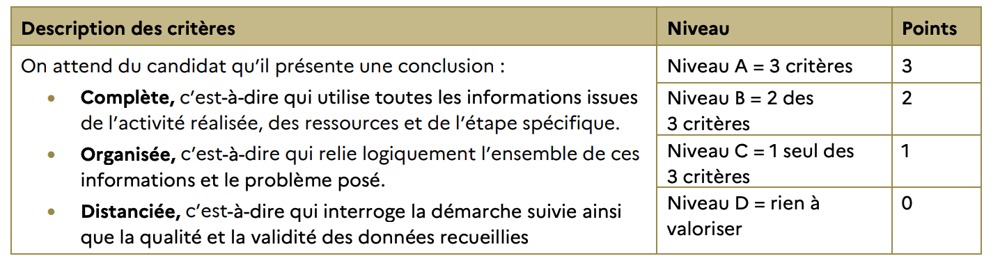 Description des critères
Niveau
Points
On attend du candidat qu’il présente une conclusion :
• Complète, c’est-à-dire qui utilise toutes les informations issues
de l’activité réalisée, des ressources et de l’étape spécifique.
• Organisée, c’est-à-dire qui relie logiquement l’ensemble de ces
informations et le problème posé.
• Distanciée, c’est-à-dire qui interroge la démarche suivie ainsi
que la qualité et la validité des données recueillies
Niveau A = 3 critères
3
Niveau B = 2 des
3 critères
2
Niveau C = 1 seul des
3 critères
1
Niveau D = rien à
valoriser
0